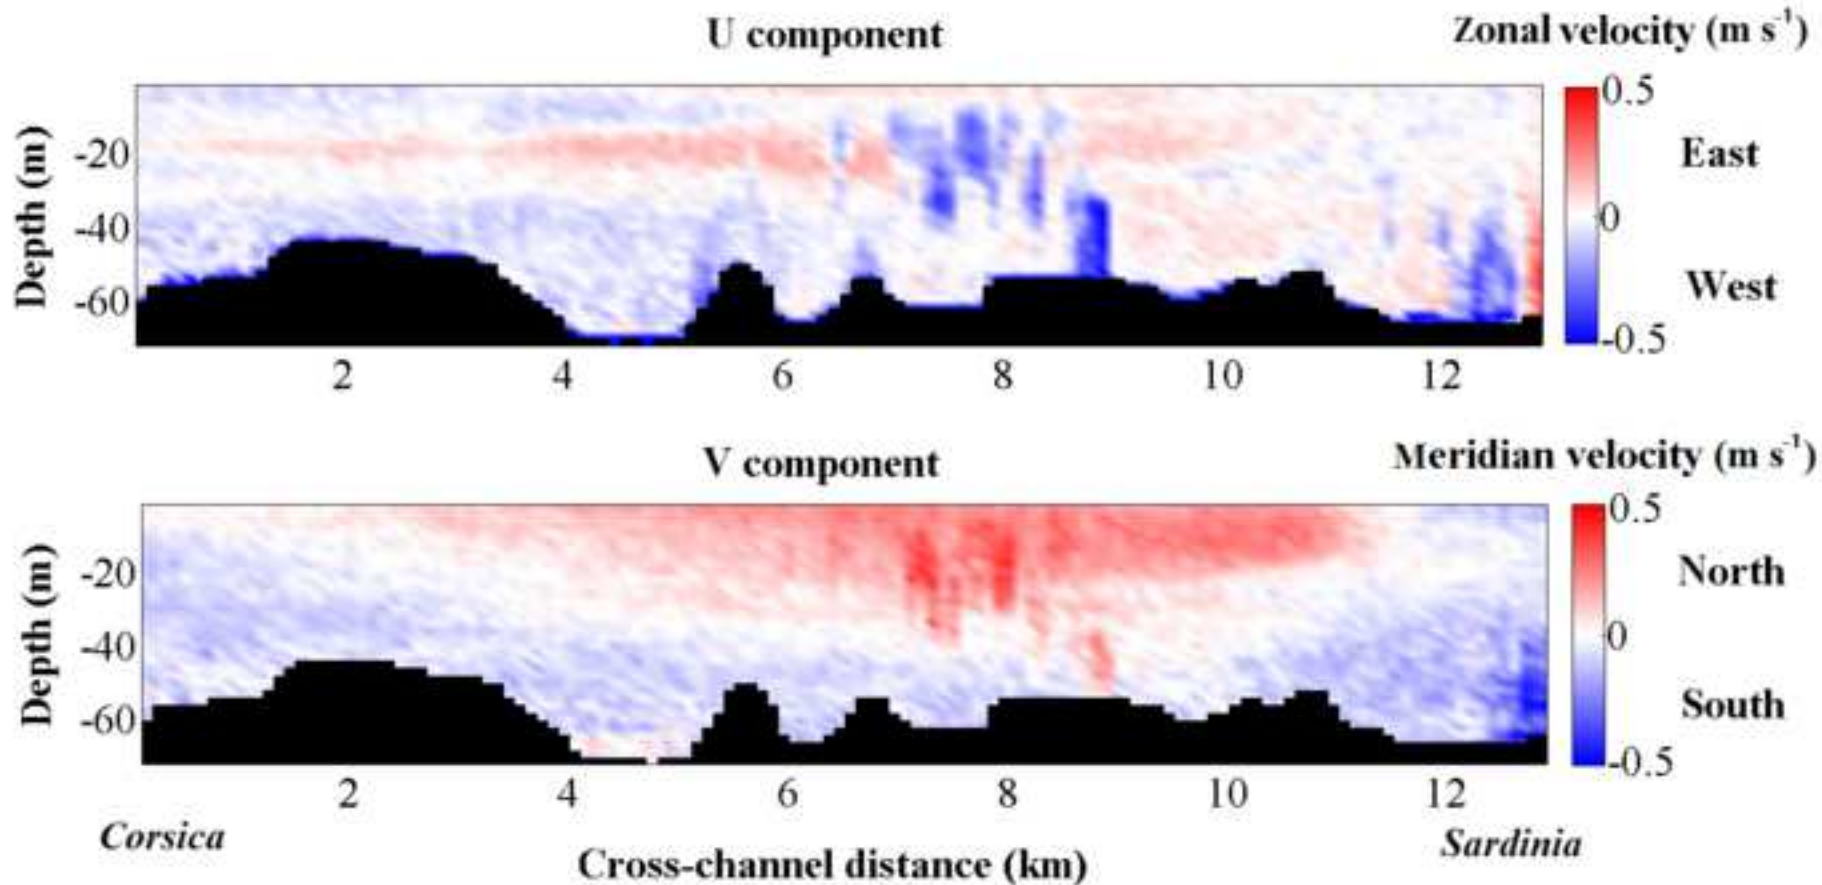 U component
Zonal velocity (m s⁻¹)
Depth (m)
-20
-40
-60
2 4 6 8 10 12
0.5
East
0
West
-0.5
V component
Meridian velocity (m s⁻¹)
Depth (m)
-20
-40
-60
2 4 6 8 10 12
0.5
North
0
South
-0.5
Corsica
Cross-channel distance (km)
Sardinia